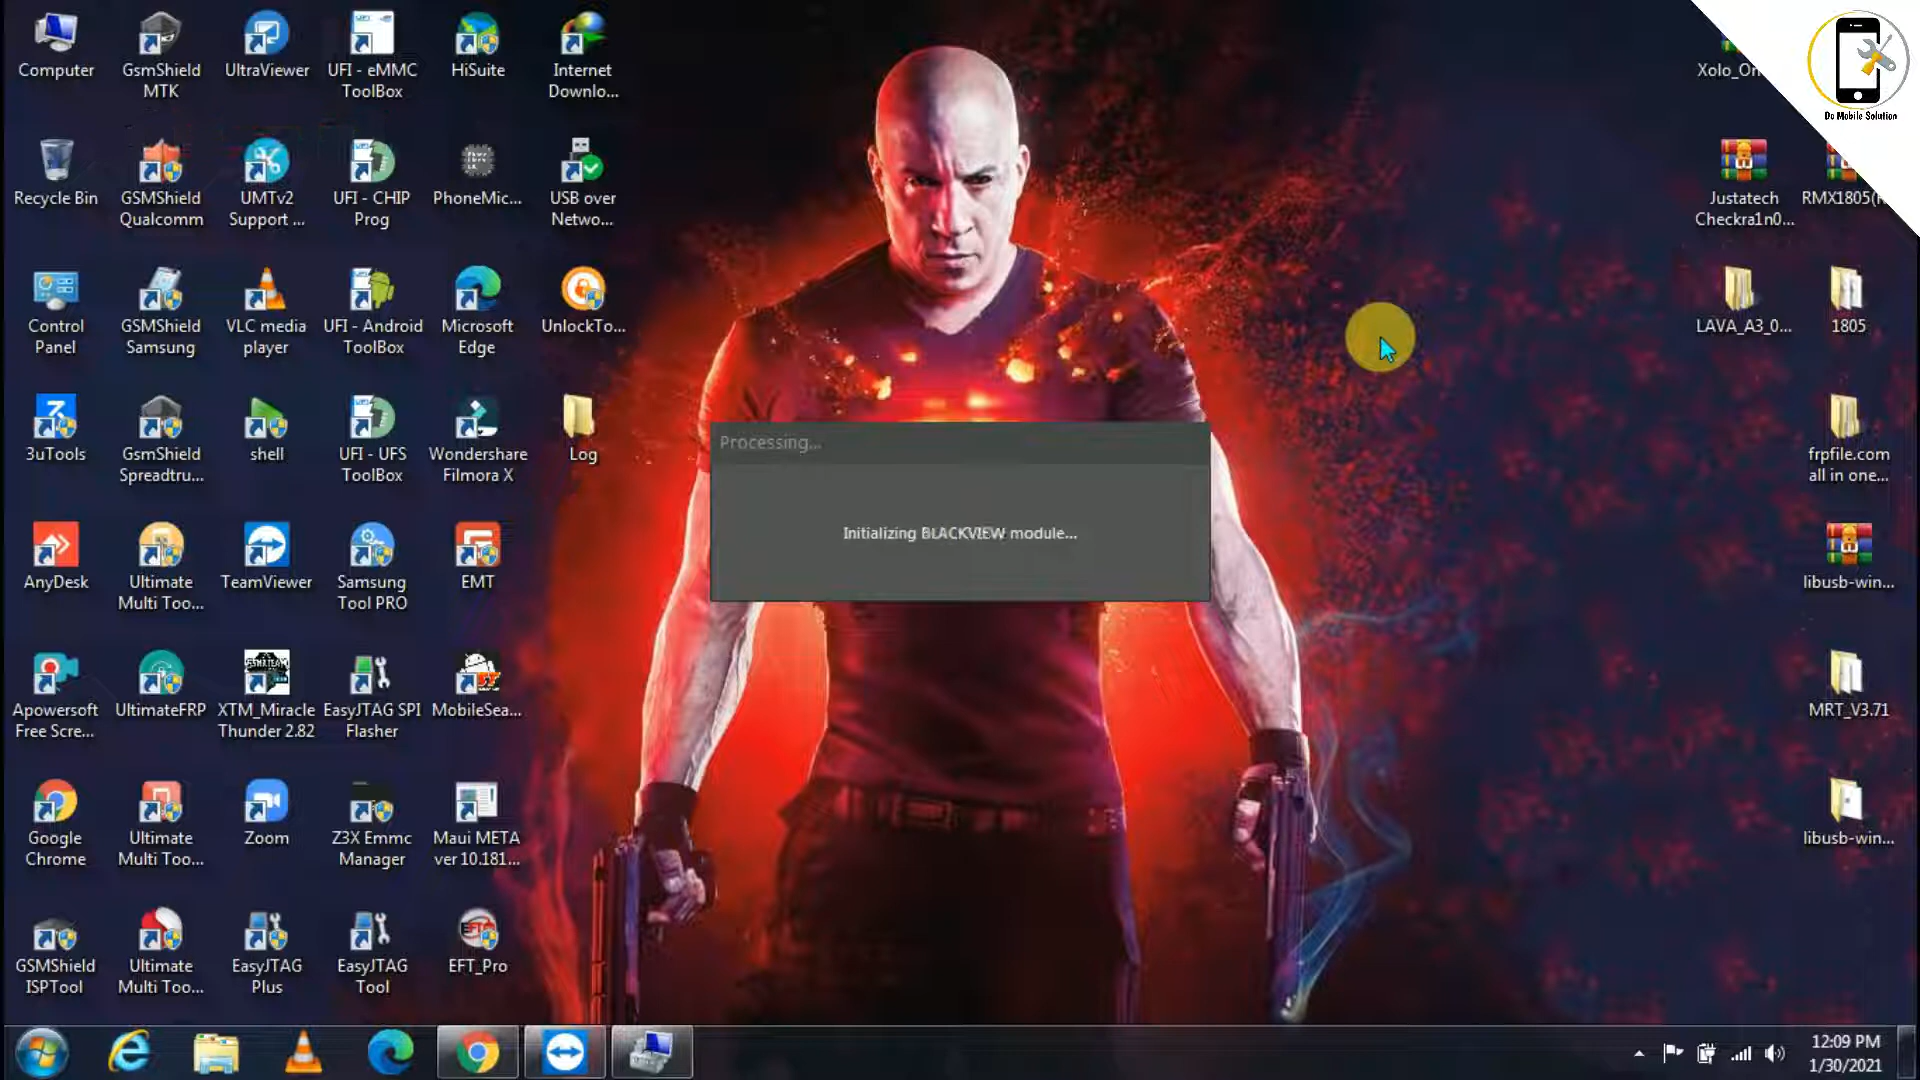 Computer
GsmShield
MTK
UltraViewer
UFI - eMMC
ToolBox
HiSuite
Internet
Downlo...
Xolo_On
Do Mobile Solution
Recycle Bin
GSMShield
Qualcomm
UMTv2
Support ...
UFI - CHIP
Prog
PhoneMic...
USB over
Netwo...
Justatech
Checkra1n0...
RMX1805(R
Control
Panel
GSMShield
Samsung
VLC media
player
UFI - Android
ToolBox
Microsoft
Edge
UnlockTo...
LAVA_A3_0...
1805
3uTools
GsmShield
Spreadtru...
shell
UFI - UFS
ToolBox
Wondershare
Filmora X
Log
Processing...
Initializing BLACKVIEW module...
frpfile.com
all in one...
AnyDesk
Ultimate
Multi Too...
TeamViewer
Samsung
Tool PRO
EMT
libusb-win...
Apowersoft
Free Scre...
UltimateFRP
XTM_Miracle
Thunder 2.82
EasyJTAG SPI
Flasher
MobileSea...
MRT_V3.71
Google
Chrome
Ultimate
Multi Too...
Zoom
Z3X Emmc
Manager
Maui META
ver 10.181...
libusb-win...
GSMShield
ISPTool
Ultimate
Multi Too...
EasyJTAG
Plus
EasyJTAG
Tool
EFT_Pro
12:09 PM
1/30/2021